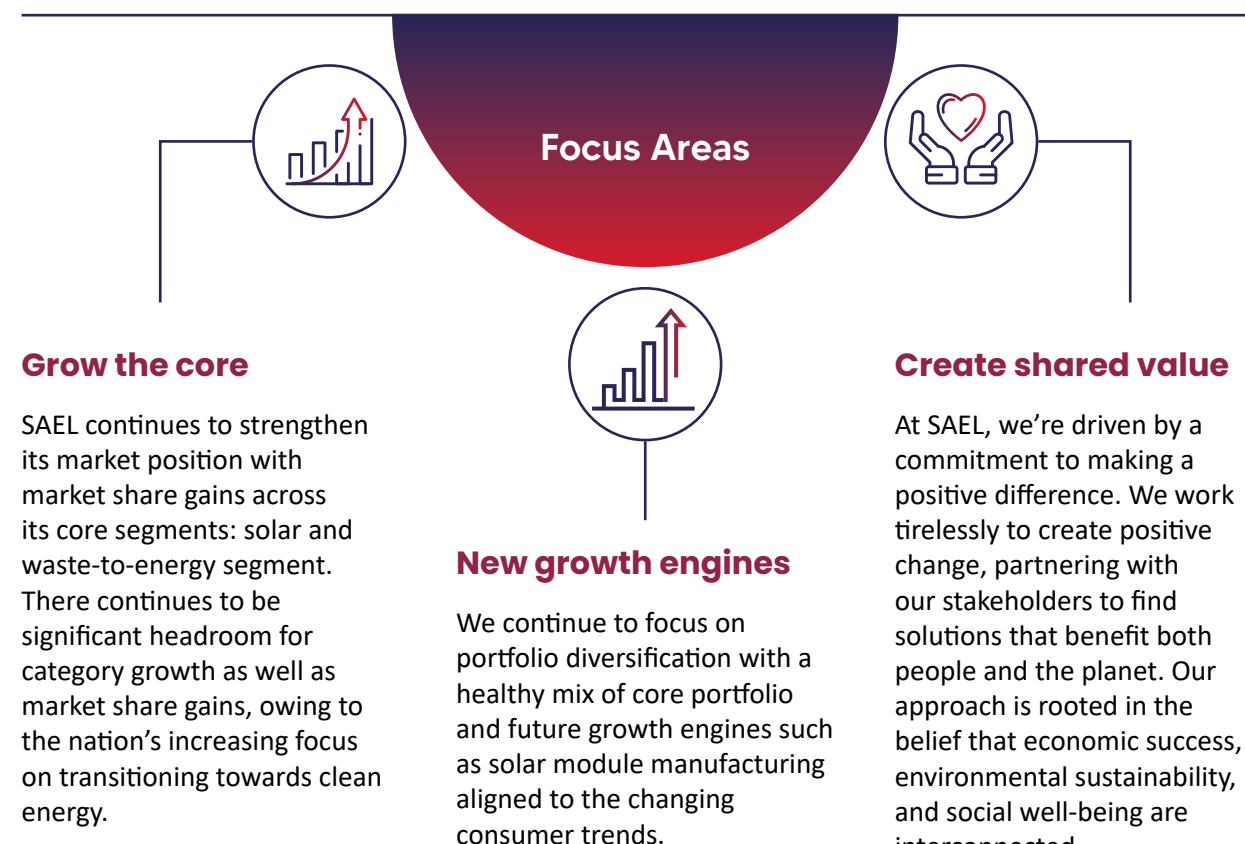 Focus Areas
Grow the core
SAEL continues to strengthen
its market position with
market share gains across
its core segments: solar and
waste-to-energy segment.
There continues to be
significant headroom for
category growth as well as
market share gains, owing to
the nation's increasing focus
on transitioning towards clean
energy.
New growth engines
We continue to focus on
portfolio diversification with a
healthy mix of core portfolio
and future growth engines such
as solar module manufacturing
aligned to the changing
consumer trends.
Create shared value
At SAEL, we're driven by a
commitment to making a
positive difference. We work
tirelessly to create positive
change, partnering with
our stakeholders to find
solutions that benefit both
people and the planet. Our
approach is rooted in the
belief that economic success,
environmental sustainability,
and social well-being are
interconnected